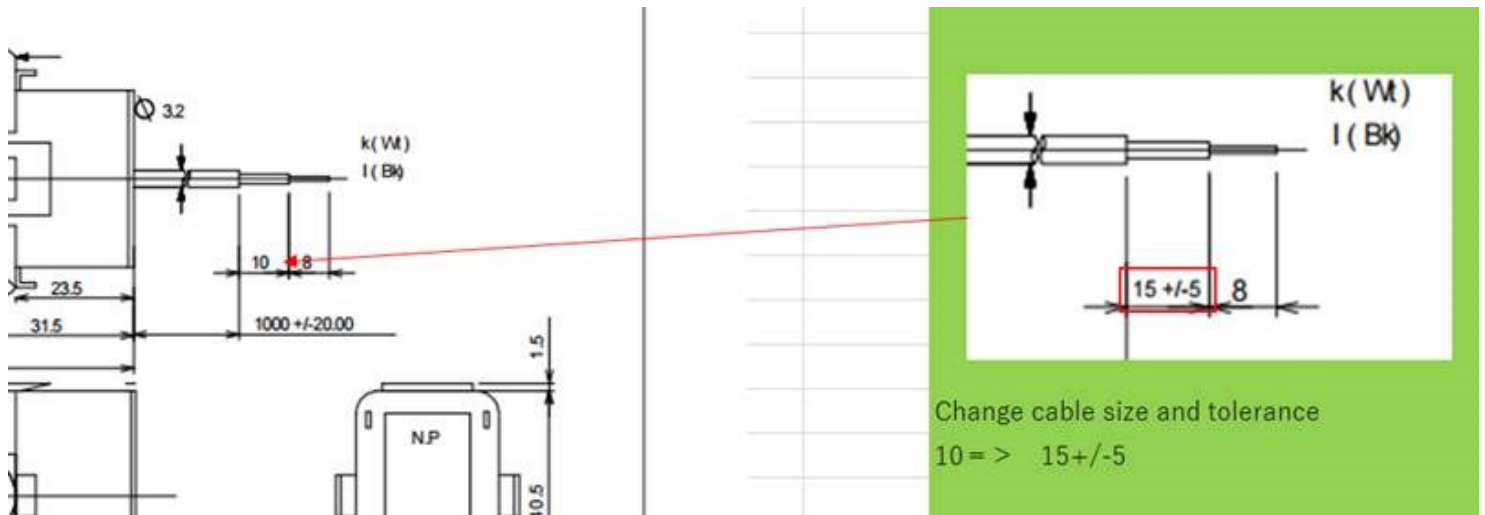 Ø 3.2
k( Wt)
l ( Bk)
10
8
23.5
31.5
1000 +/-20.00
1.5
N.P
40.5
k( Wt)
l ( Bk)
15 +/-5
8
Change cable size and tolerance
10= > 15+/-5